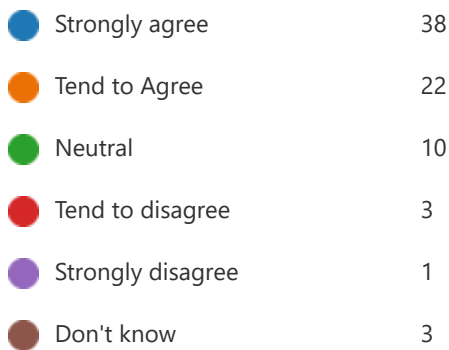 Strongly agree 38
Tend to Agree 22
Neutral 10
Tend to disagree 3
Strongly disagree 1
Don't know 3